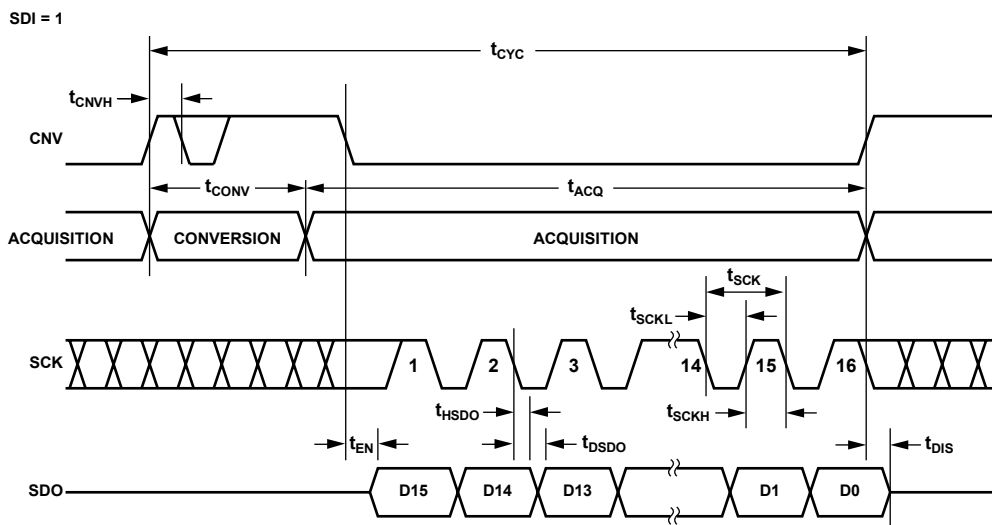 SDI = 1
tCYC
tCNVH
CNV
tCONV
tACQ
ACQUISITION
CONVERSION
ACQUISITION
tSCK
tSCKL
SCK
1
2
3
14
15
16
tHSDO
tSCKH
tEN
tDSDO
tDIS
SDO
D15
D14
D13
D1
D0